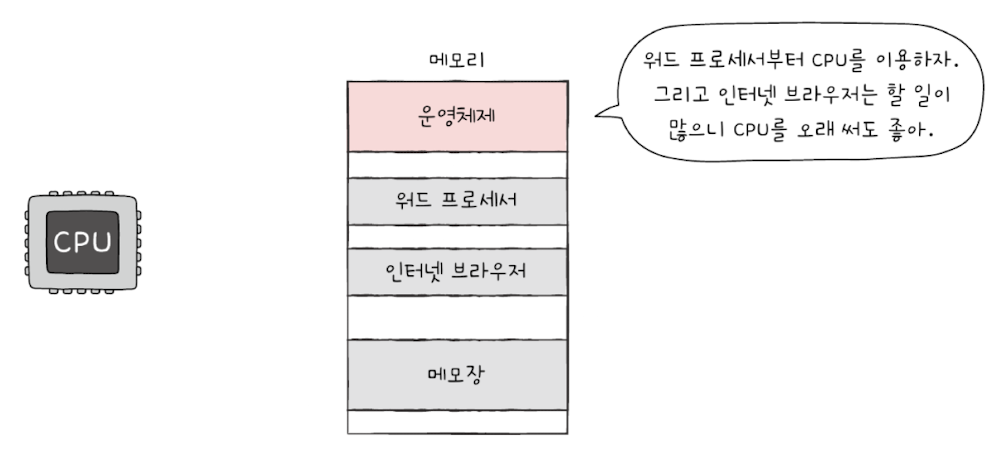 메모리
운영체제
워드 프로세서부터 CPU를 이용하자.
그리고 인터넷 브라우저는 할 일이
많으니 CPU를 오래 써도 좋아.
워드 프로세서
CPU
인터넷 브라우저
메모장